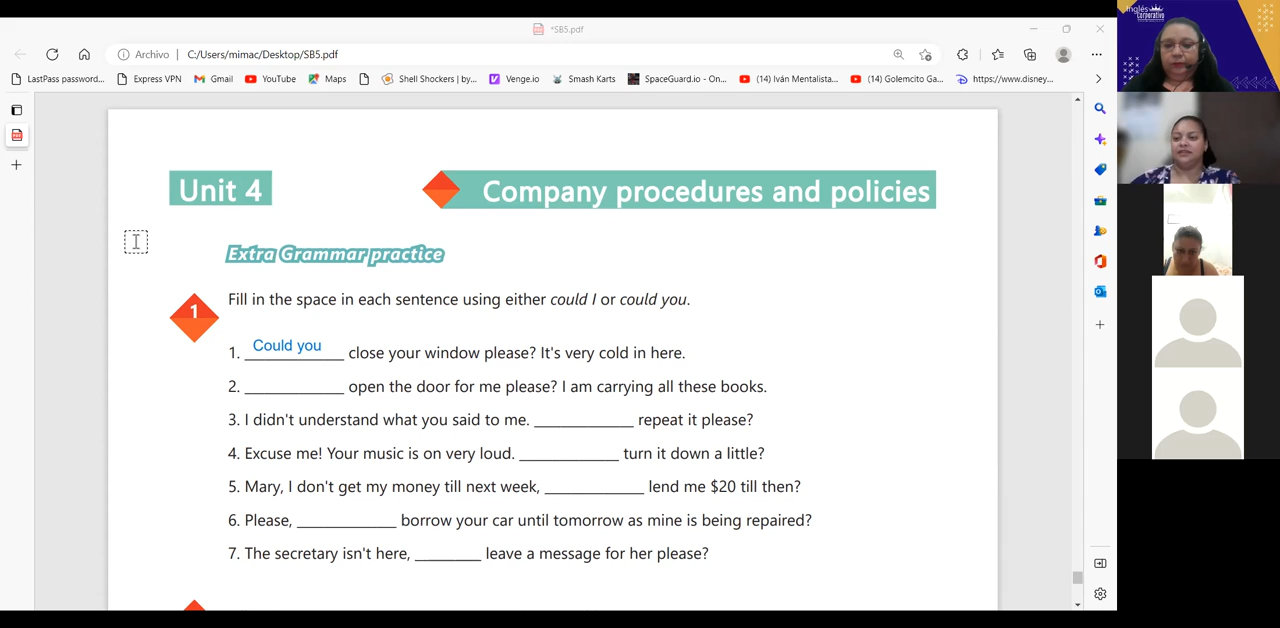 *SB5.pdf
Archivo | C:/Users/mimac/Desktop/SB5.pdf
LastPass password... Express VPN Gmail YouTube Maps Shell Shockers | by... Venge.io Smash Karts SpaceGuard.io - On... (14) Iván Mentalista... (14) Golemcito Ga... https://www.disney...
Inglés
Corporativo
Unit 4
Company procedures and policies
Extra Grammar practice
1
Fill in the space in each sentence using either could I or could you.
1. Could you close your window please? It's very cold in here.
2. ____________ open the door for me please? I am carrying all these books.
3. I didn't understand what you said to me. ____________ repeat it please?
4. Excuse me! Your music is on very loud. ____________ turn it down a little?
5. Mary, I don't get my money till next week, ____________ lend me $20 till then?
6. Please, ____________ borrow your car until tomorrow as mine is being repaired?
7. The secretary isn't here, ________ leave a message for her please?